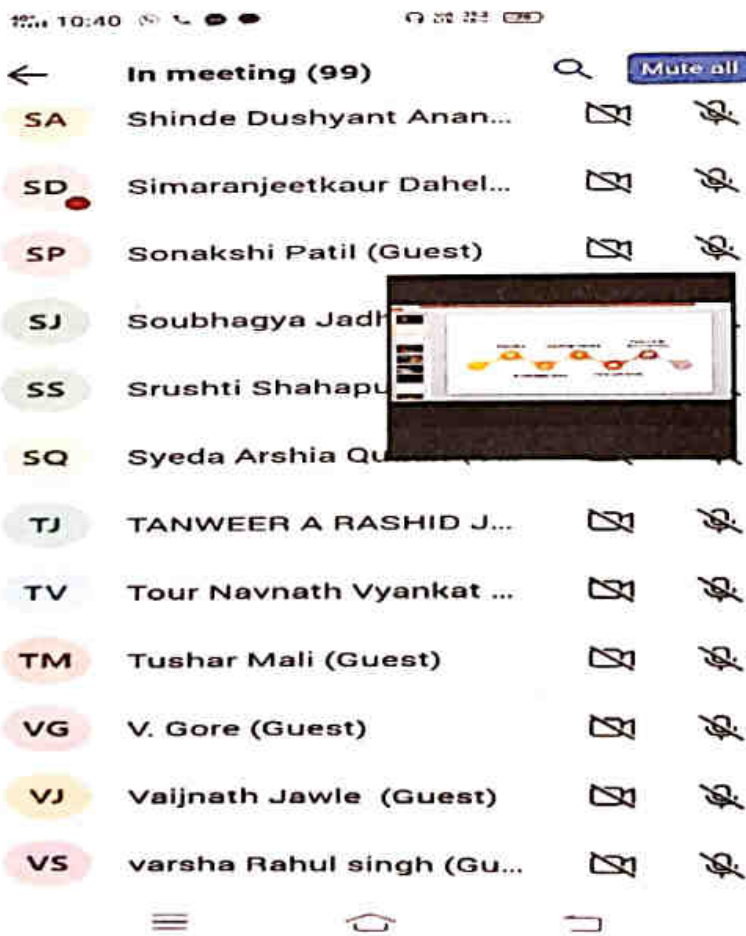 10:40
In meeting (99)
Mute all
SA Shinde Dushyant Anan...
SD Simaranjeetkaur Dahel...
SP Sonakshi Patil (Guest)
SJ Soubhagya Jadh
SS Srushti Shahapu
SQ Syeda Arshia Qu
TJ TANWEER A RASHID J...
TV Tour Navnath Vyankat ...
TM Tushar Mali (Guest)
VG V. Gore (Guest)
VJ Vaijnath Jawle (Guest)
VS varsha Rahul singh (Gu...